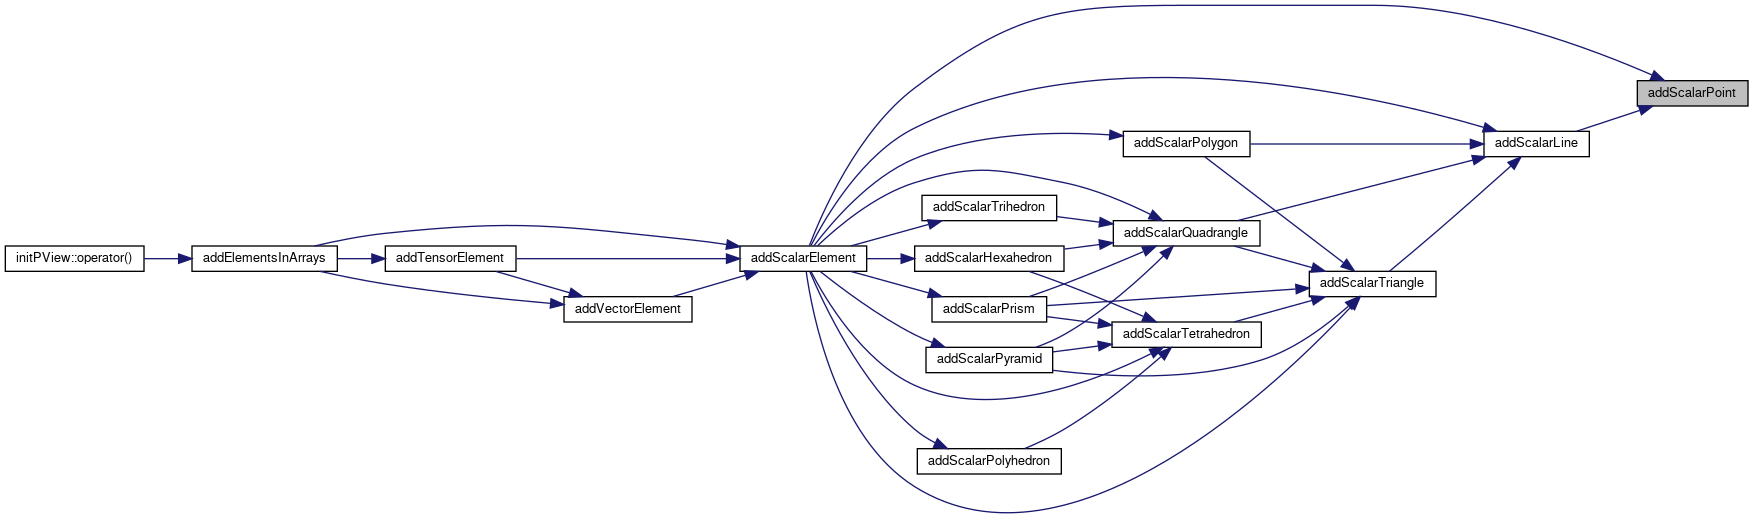 initPView::operator()
addElementsInArrays
addTensorElement
addVectorElement
addScalarElement
addScalarTrihedron
addScalarHexahedron
addScalarPrism
addScalarPyramid
addScalarPolyhedron
addScalarPolygon
addScalarQuadrangle
addScalarTetrahedron
addScalarTriangle
addScalarLine
addScalarPoint